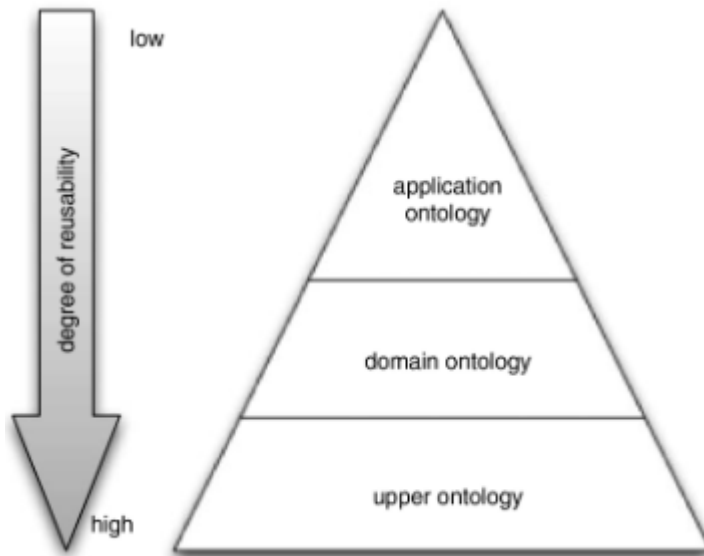 low
degree of reusability
high
application
ontology
domain ontology
upper ontology